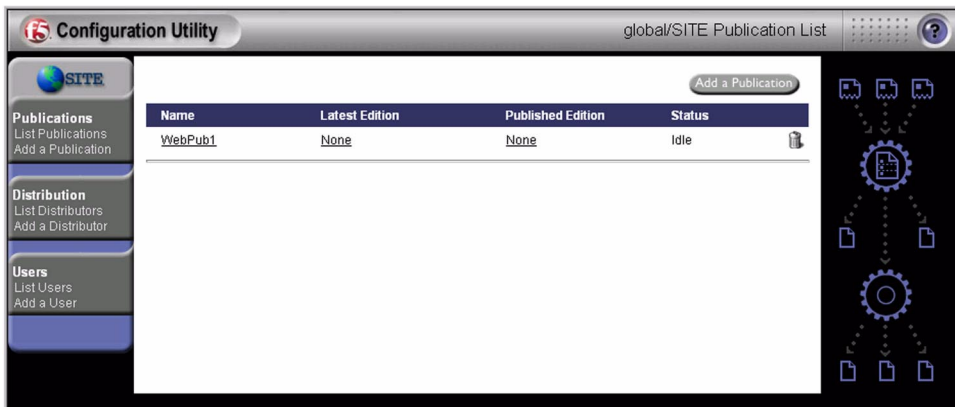 f5 Configuration Utility
global/SITE Publication List
?
SITE
Publications
List Publications
Add a Publication
Distribution
List Distributors
Add a Distributor
Users
List Users
Add a User
Add a Publication
Name Latest Edition Published Edition Status
WebPub1 None None Idle